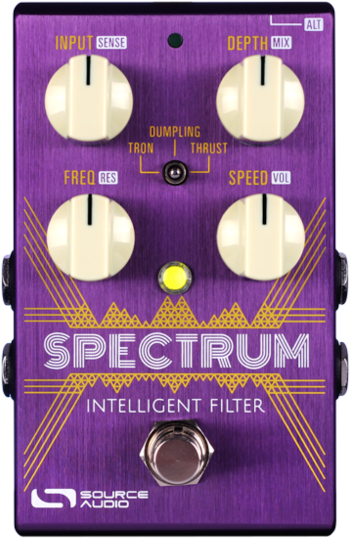 ALT
INPUT SENSE
DEPTH MIX
DUMPLING
TRON
THRUST
FREQ RES
SPEED VOL
SPECTRUM
INTELLIGENT FILTER
SOURCE
AUDIO